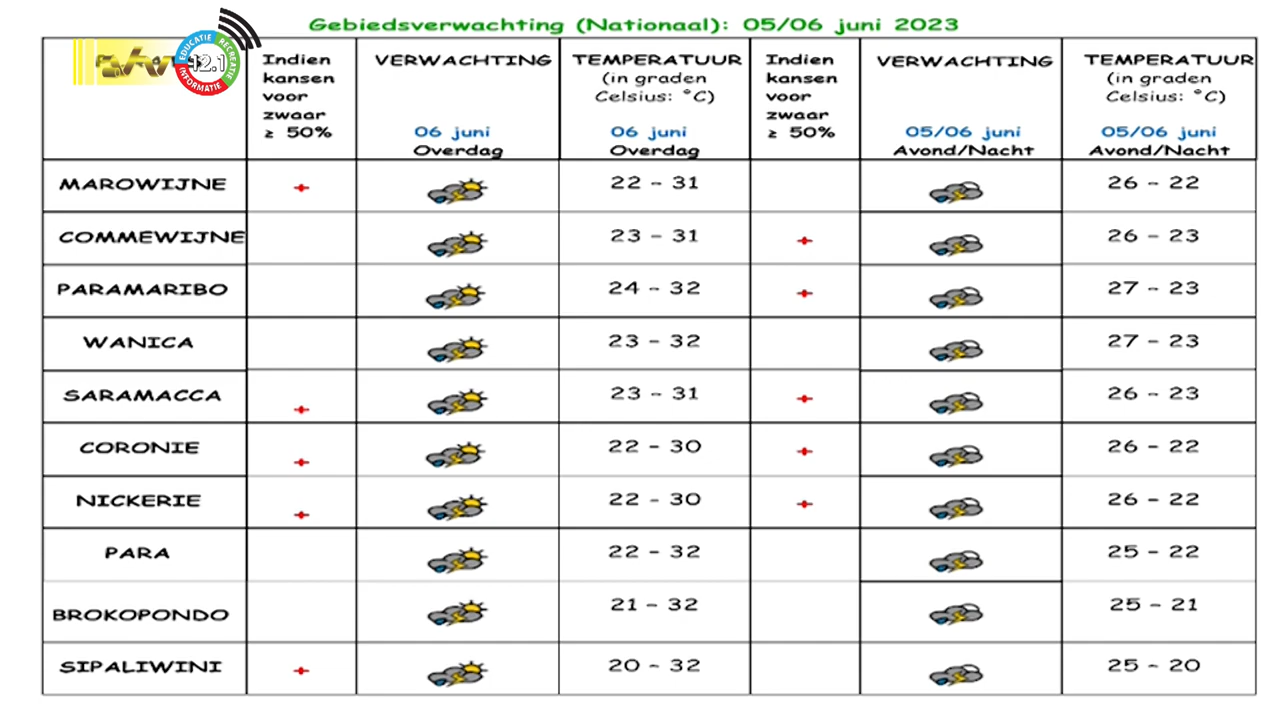 Gebiedsverwachting (Nationaal): 05/06 juni 2023
EDUCATIE RECREATIE INFORMATIE
12.1
Indien kansen voor zwaar ≥ 50%
VERWACHTING 06 juni Overdag
TEMPERATUUR (in graden Celsius: °C) 06 juni Overdag
Indien kansen voor zwaar ≥ 50%
VERWACHTING 05/06 juni Avond/Nacht
TEMPERATUUR (in graden Celsius: °C) 05/06 juni Avond/Nacht
MAROWIJNE + 22 - 31 26 - 22
COMMEWIJNE 23 - 31 + 26 - 23
PARAMARIBO 24 - 32 + 27 - 23
WANICA 23 - 32 27 - 23
SARAMACCA + 23 - 31 + 26 - 23
CORONIE + 22 - 30 + 26 - 22
NICKERIE + 22 - 30 + 26 - 22
PARA 22 - 32 25 - 22
BROKOPONDO 21 - 32 25 - 21
SIPALIWINI + 20 - 32 25 - 20